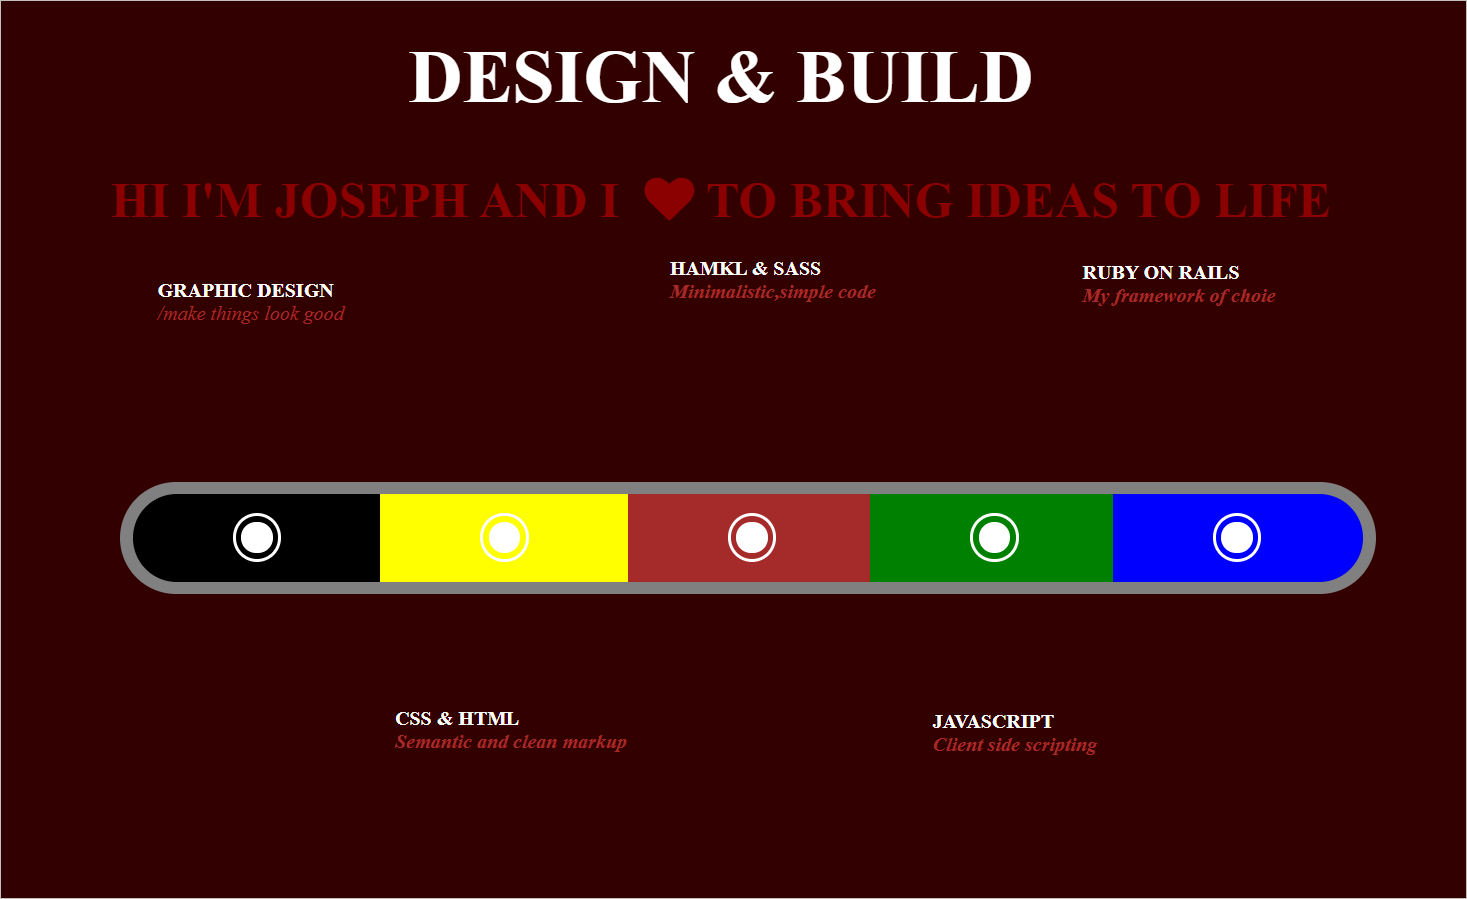 DESIGN & BUILD
HI I'M JOSEPH AND I ♥ TO BRING IDEAS TO LIFE
GRAPHIC DESIGN
/make things look good
HAMKL & SASS
Minimalistic,simple code
RUBY ON RAILS
My framework of choie
CSS & HTML
Semantic and clean markup
JAVASCRIPT
Client side scripting